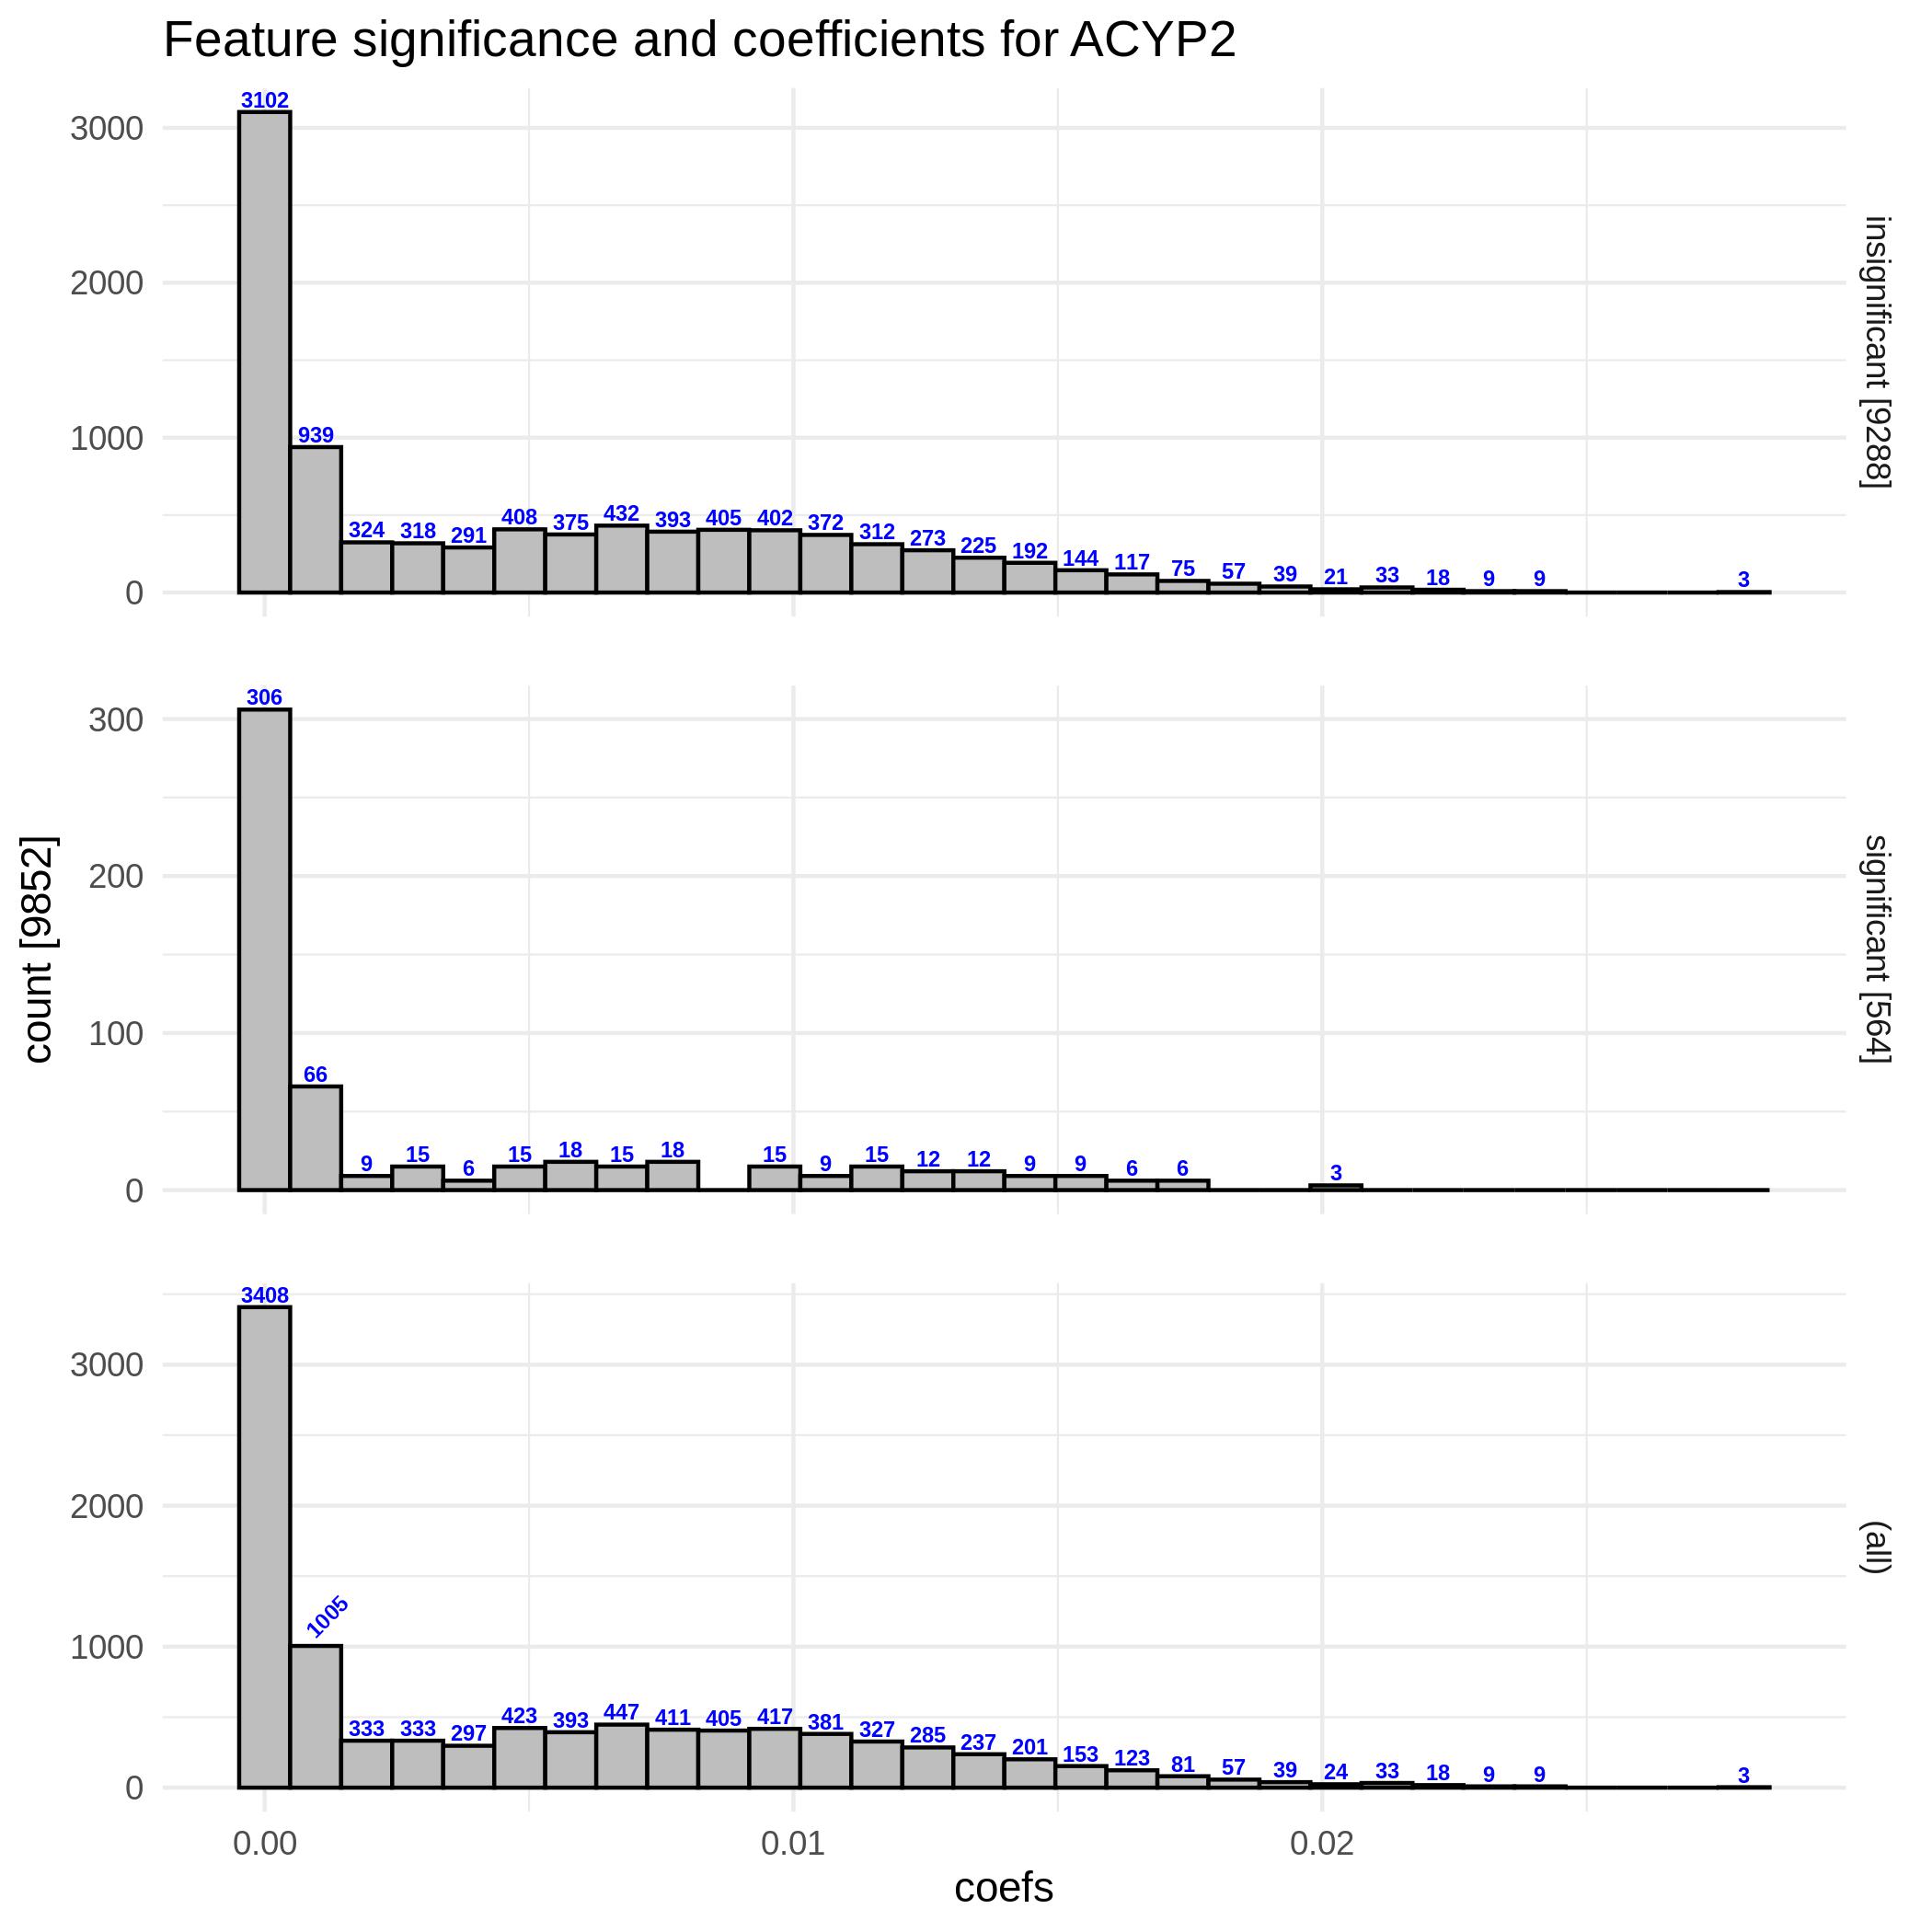 Feature significance and coefficients for ACYP2
count [9852]
3000
2000
1000
0
3102
939
324 318 291 408 375 432 393 405 402 372 312 273 225 192 144 117 75 57 39 21 33 18 9 9 3
insignificant [9288]
300
200
100
0
306
66
9 15 6 15 18 15 18 15 9 15 12 12 9 9 6 6 3
significant [564]
3000
2000
1000
0
3408
1005
333 333 297 423 393 447 411 405 417 381 327 285 237 201 153 123 81 57 39 24 33 18 9 9 3
(all)
0.00 0.01 0.02
coefs